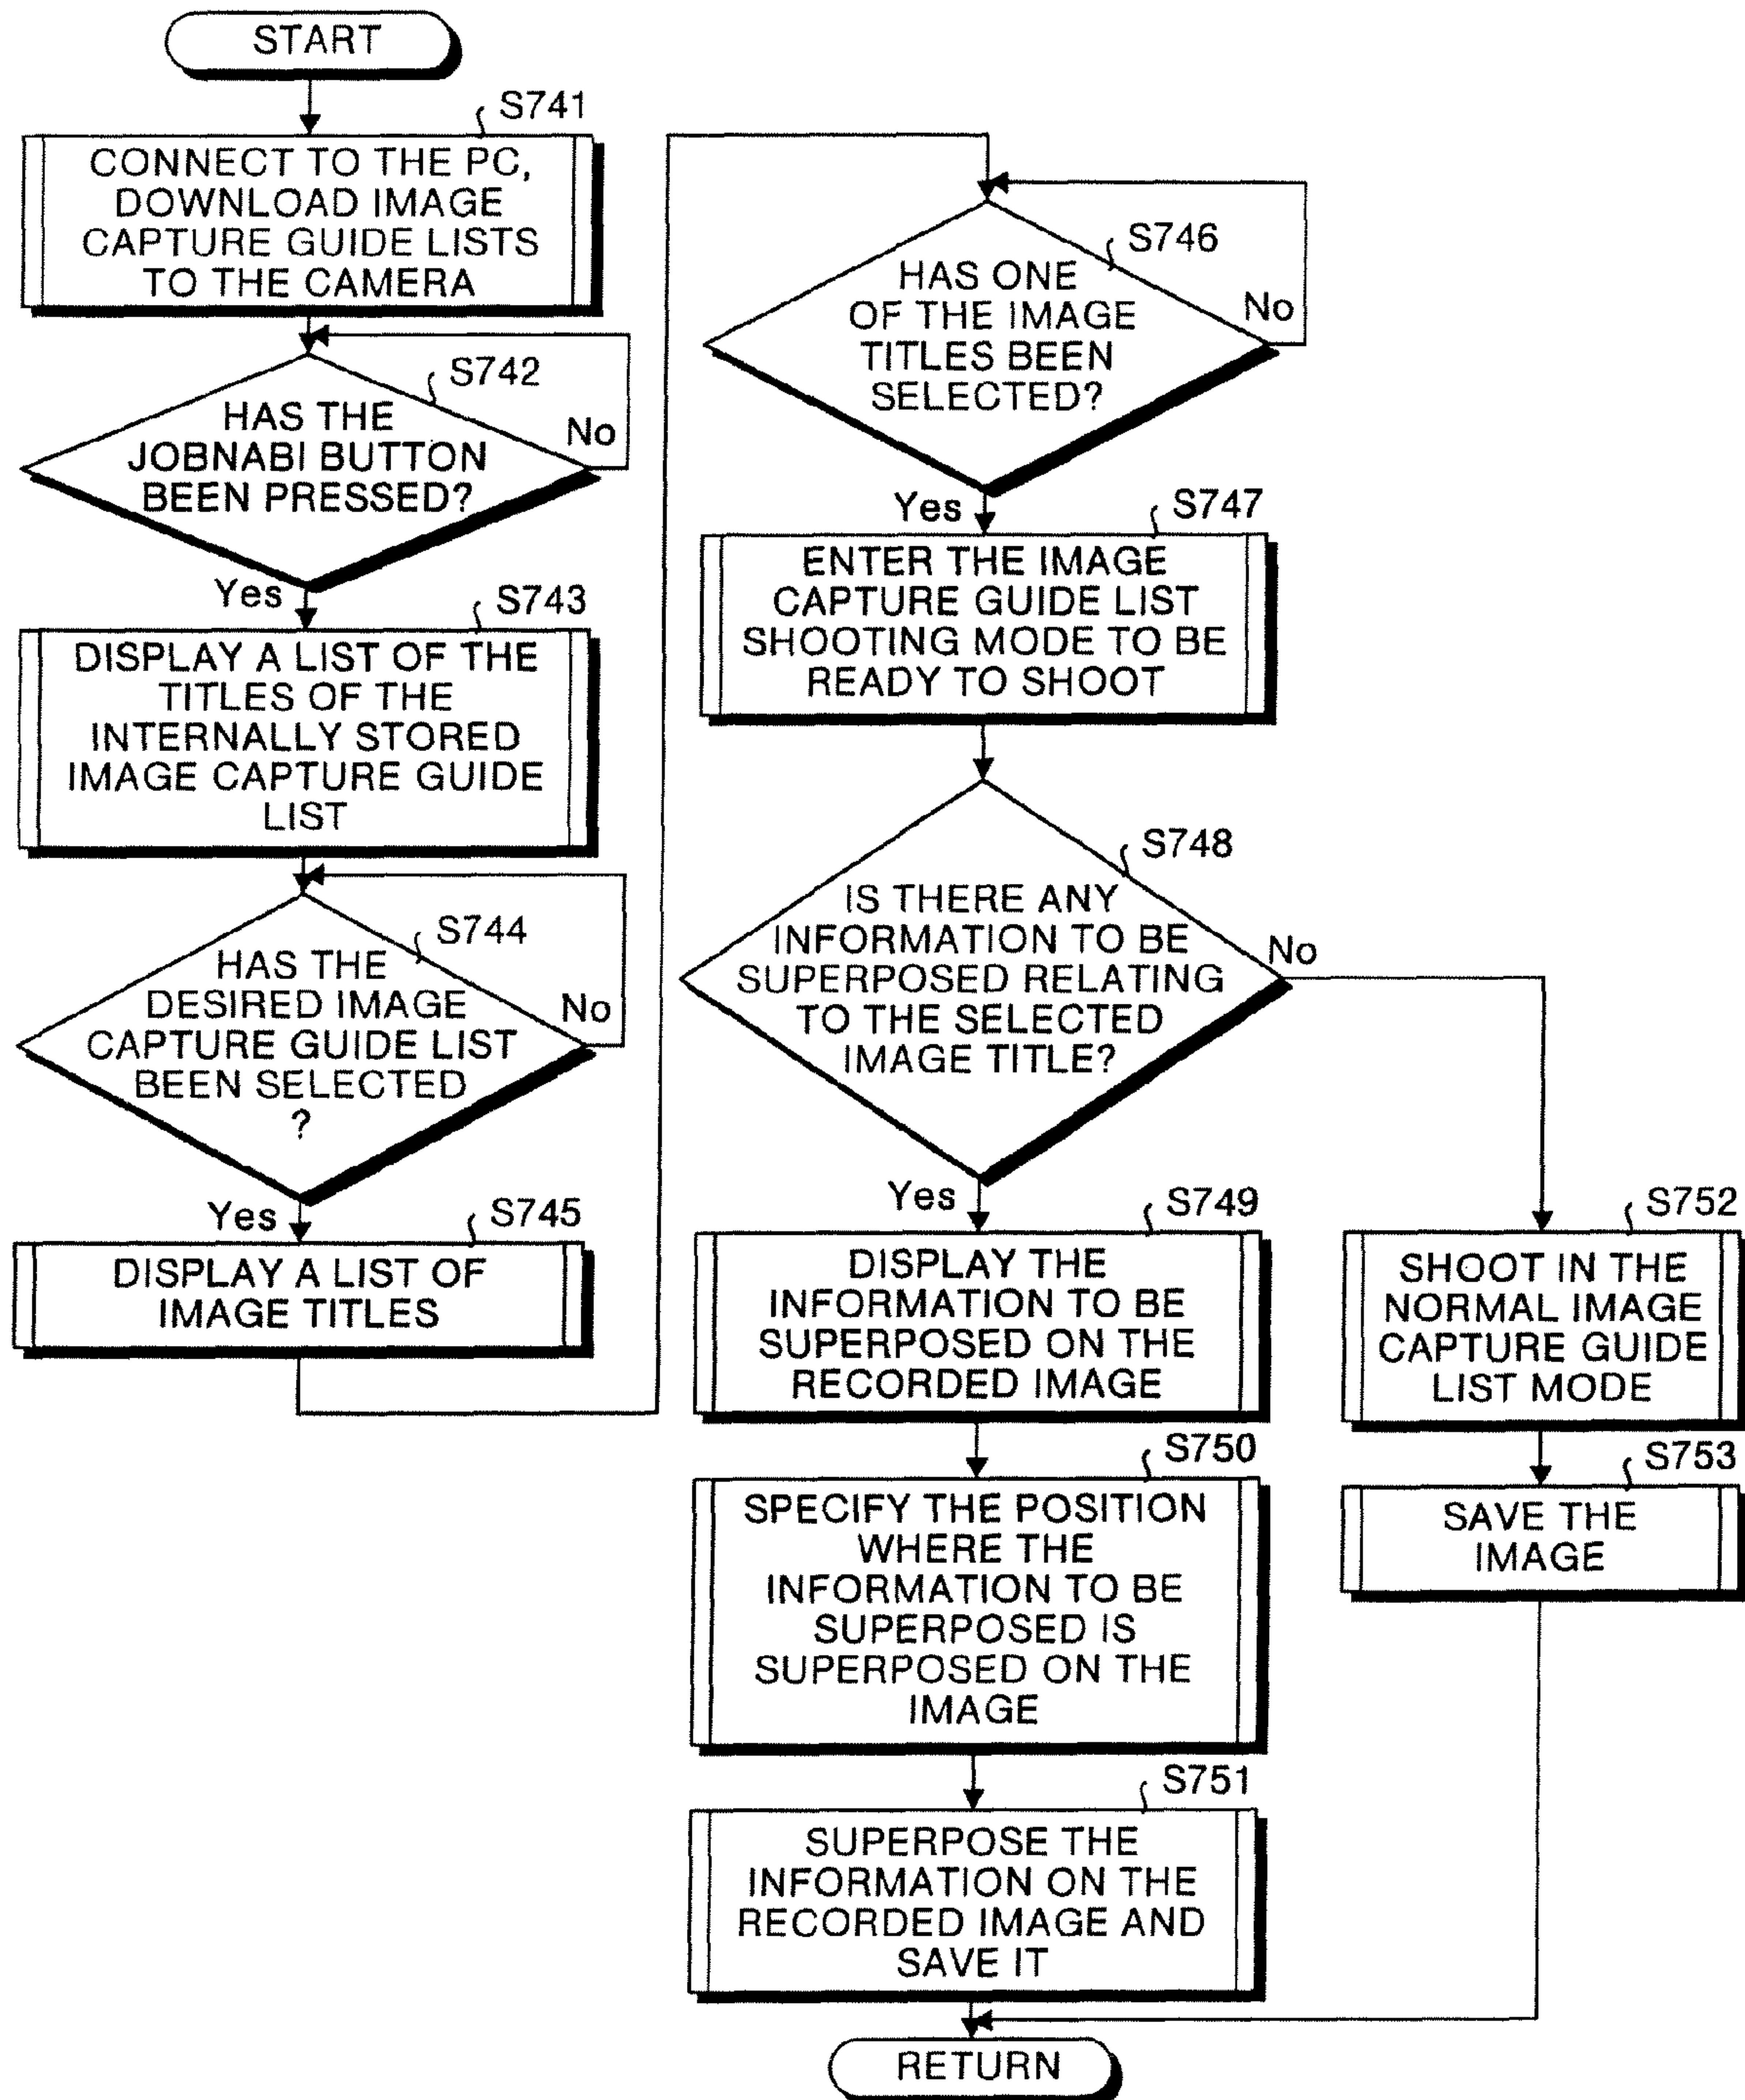 START
S741
CONNECT TO THE PC,
DOWNLOAD IMAGE
CAPTURE GUIDE LISTS
TO THE CAMERA
S742
HAS THE
JOBNABI BUTTON
BEEN PRESSED?
No
Yes
S743
DISPLAY A LIST OF THE
TITLES OF THE
INTERNALLY STORED
IMAGE CAPTURE GUIDE
LIST
S744
HAS THE
DESIRED IMAGE
CAPTURE GUIDE LIST
BEEN SELECTED
?
No
Yes
S745
DISPLAY A LIST OF
IMAGE TITLES
S746
HAS ONE
OF THE IMAGE
TITLES BEEN
SELECTED?
No
Yes
S747
ENTER THE IMAGE
CAPTURE GUIDE LIST
SHOOTING MODE TO BE
READY TO SHOOT
S748
IS THERE ANY
INFORMATION TO BE
SUPERPOSED RELATING
TO THE SELECTED
IMAGE TITLE?
No
Yes
S749
DISPLAY THE
INFORMATION TO BE
SUPERPOSED ON THE
RECORDED IMAGE
S750
SPECIFY THE POSITION
WHERE THE
INFORMATION TO BE
SUPERPOSED IS
SUPERPOSED ON THE
IMAGE
S751
SUPERPOSE THE
INFORMATION ON THE
RECORDED IMAGE AND
SAVE IT
S752
SHOOT IN THE
NORMAL IMAGE
CAPTURE GUIDE
LIST MODE
S753
SAVE THE
IMAGE
RETURN